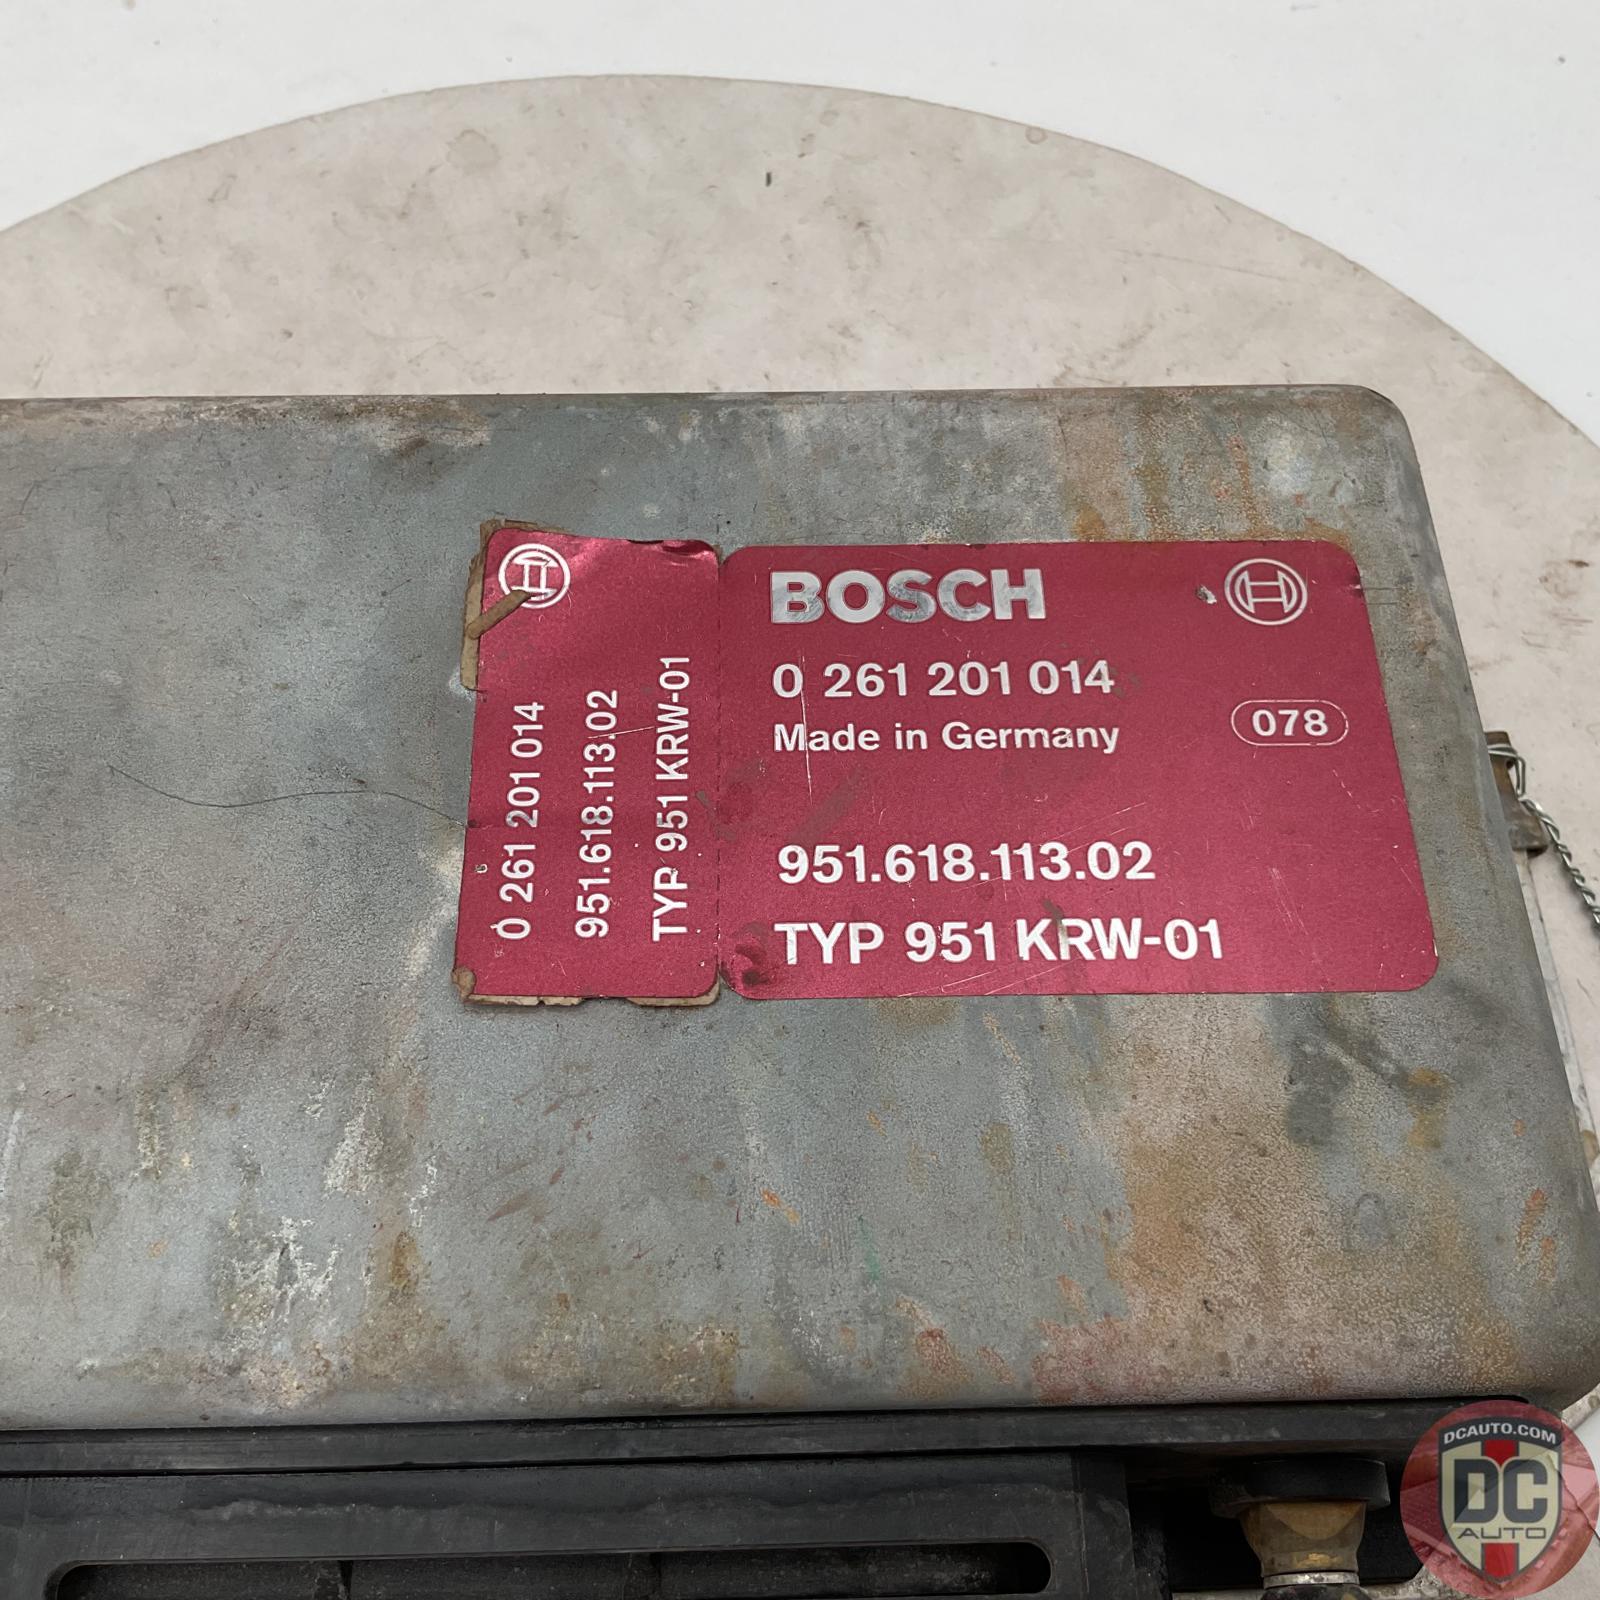 0 261 201 014
951.618.113.02
TYP 951 KRW-01
BOSCH
0 261 201 014
Made in Germany
078
951.618.113.02
TYP 951 KRW-01
DCAUTO.COM
DC
AUTO